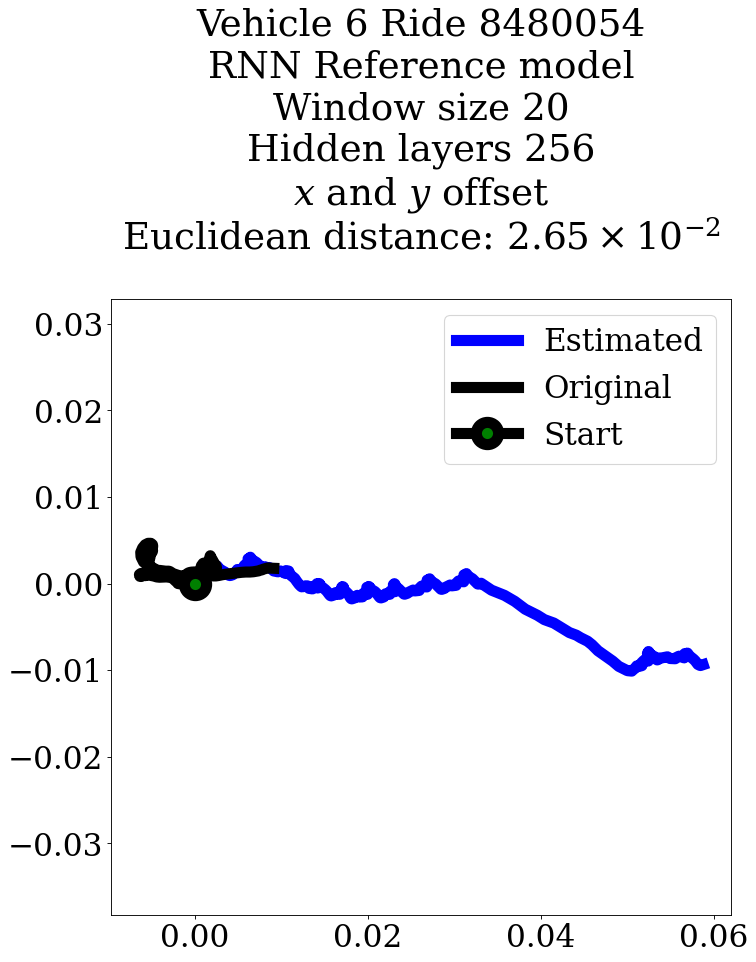 Vehicle 6 Ride 8480054
RNN Reference model
Window size 20
Hidden layers 256
x and y offset
Euclidean distance: 2.65 × 10⁻²
Estimated
Original
Start
0.03
0.02
0.01
0.00
−0.01
−0.02
−0.03
0.00 0.02 0.04 0.06